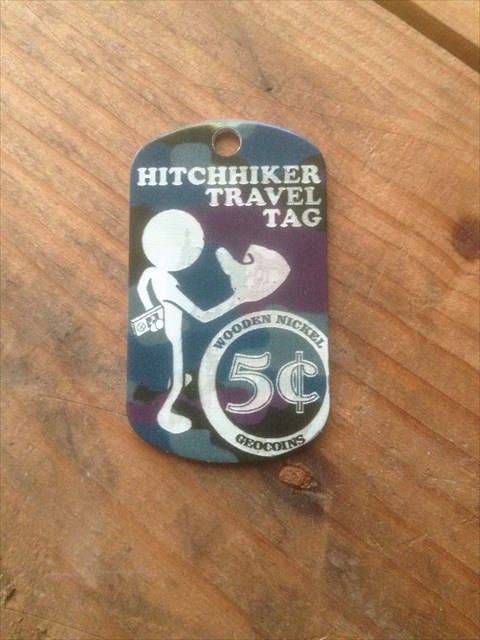 HITCHHIKER
TRAVEL
TAG
WOODEN NICKEL
5¢
GEOCOINS